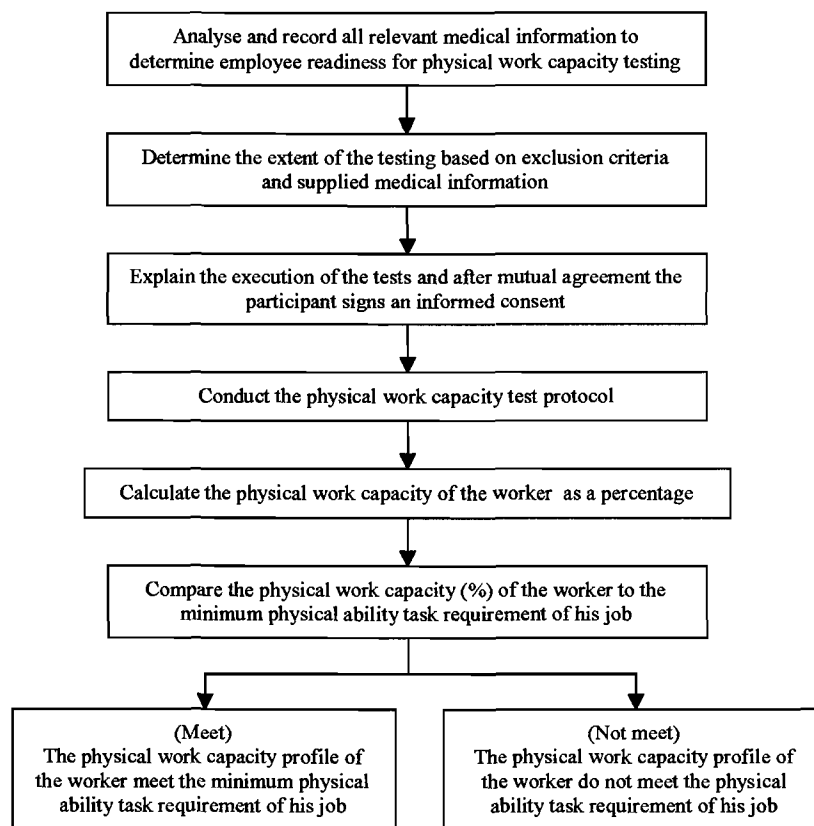 Analyse and record all relevant medical information to
determine employee readiness for physical work capacity testing
Determine the extent of the testing based on exclusion criteria
and supplied medical information
Explain the execution of the tests and after mutual agreement the
participant signs an informed consent
Conduct the physical work capacity test protocol
Calculate the physical work capacity of the worker as a percentage
Compare the physical work capacity (%) of the worker to the
minimum physical ability task requirement of his job
(Meet)
The physical work capacity profile of
the worker meet the minimum physical
ability task requirement of his job
(Not meet)
The physical work capacity profile of
the worker do not meet the physical
ability task requirement of his job